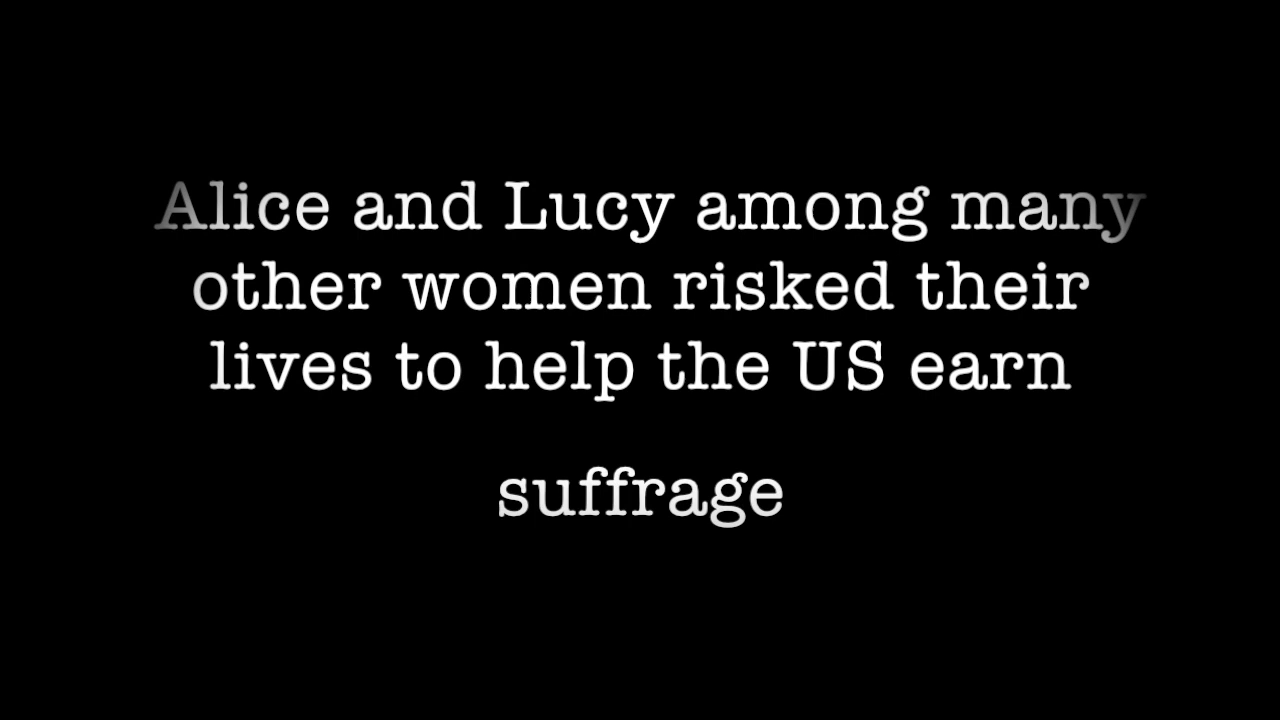 Alice and Lucy among many
other women risked their
lives to help the US earn
suffrage